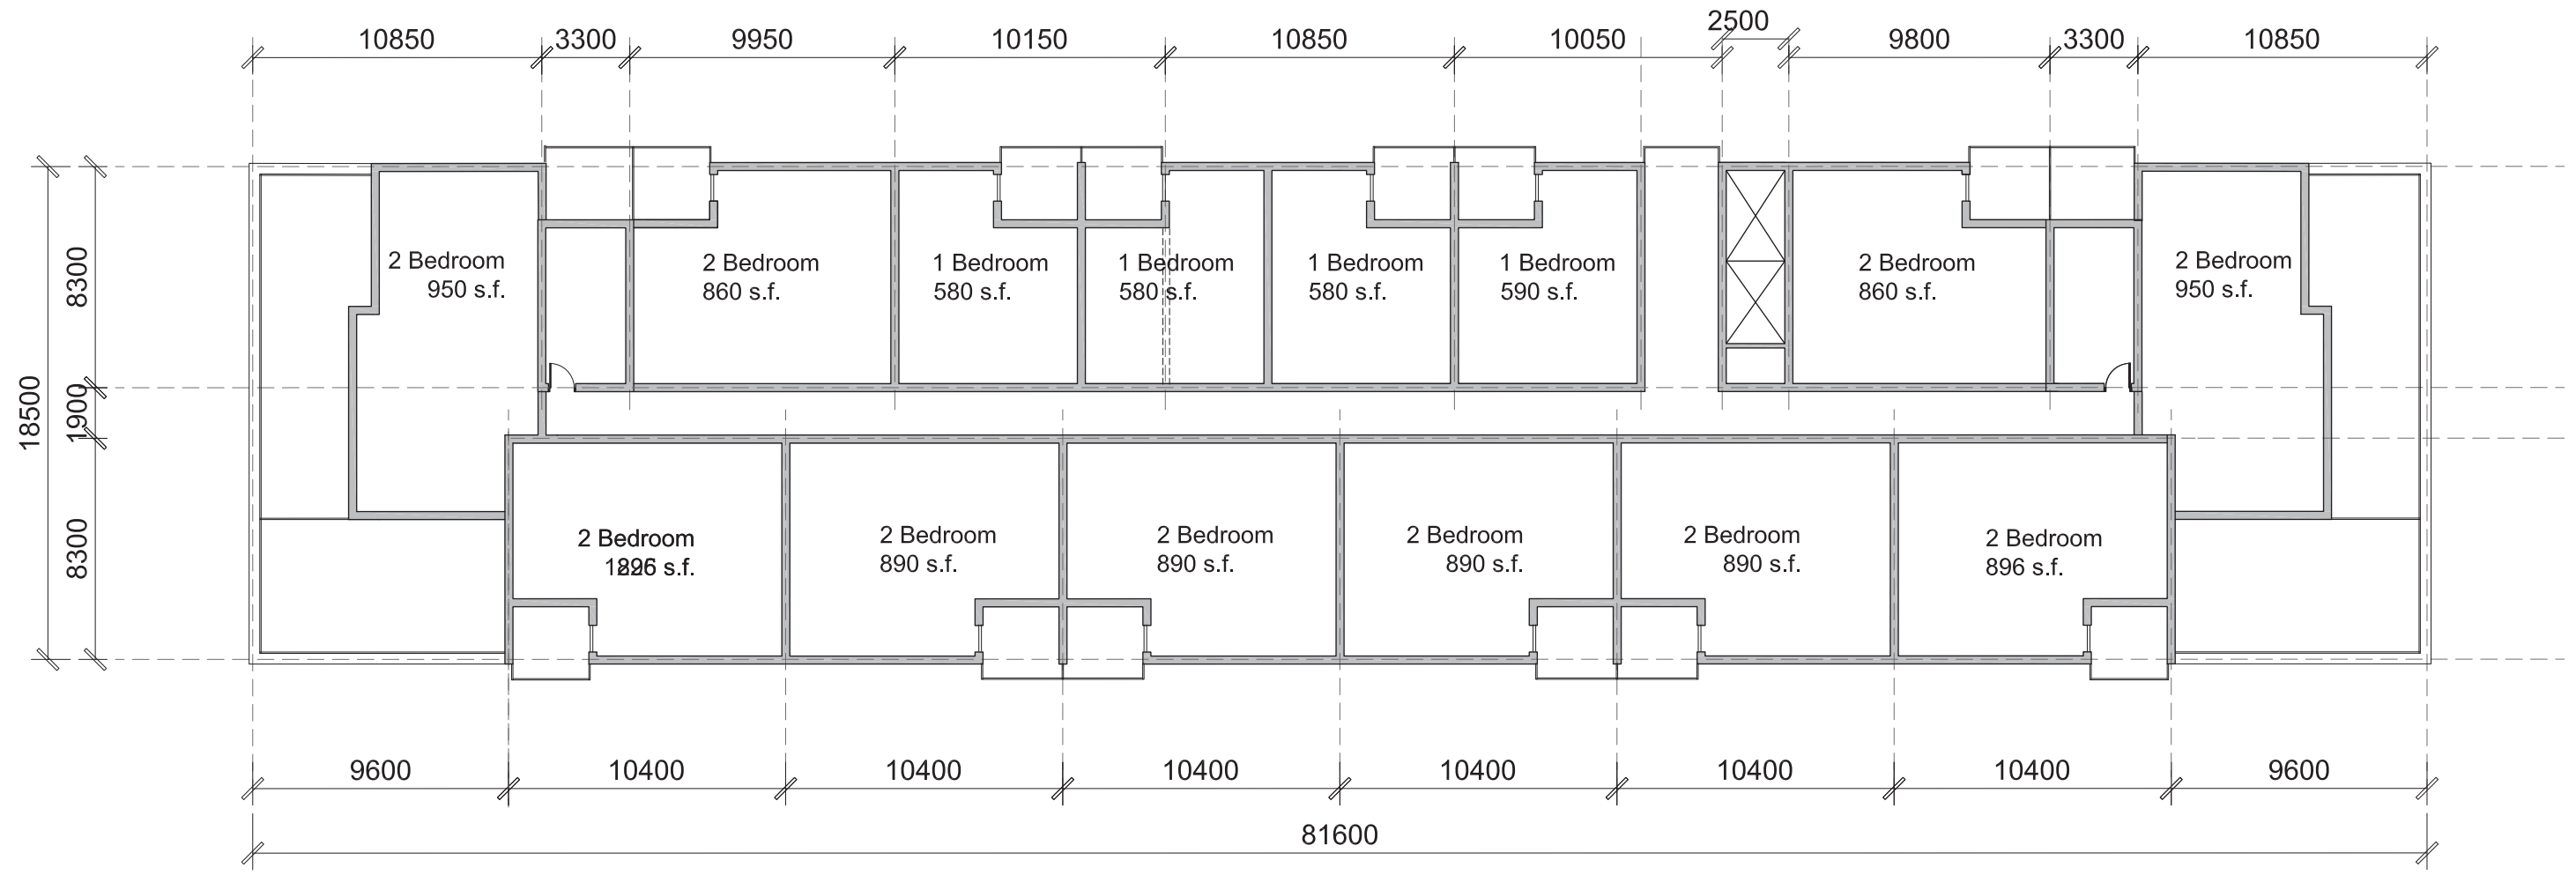 2500
10850
3300
9950
10150
10850
10050
9800
3300
10850
18500
8300
1900
8300
2 Bedroom
950 s.f.
2 Bedroom
860 s.f.
1 Bedroom
580 s.f.
1 Bedroom
580 s.f.
1 Bedroom
580 s.f.
1 Bedroom
590 s.f.
2 Bedroom
860 s.f.
2 Bedroom
950 s.f.
2 Bedroom
s.f.
2 Bedroom
890 s.f.
2 Bedroom
890 s.f.
2 Bedroom
890 s.f.
2 Bedroom
890 s.f.
2 Bedroom
896 s.f.
9600
10400
10400
10400
10400
10400
10400
9600
81600